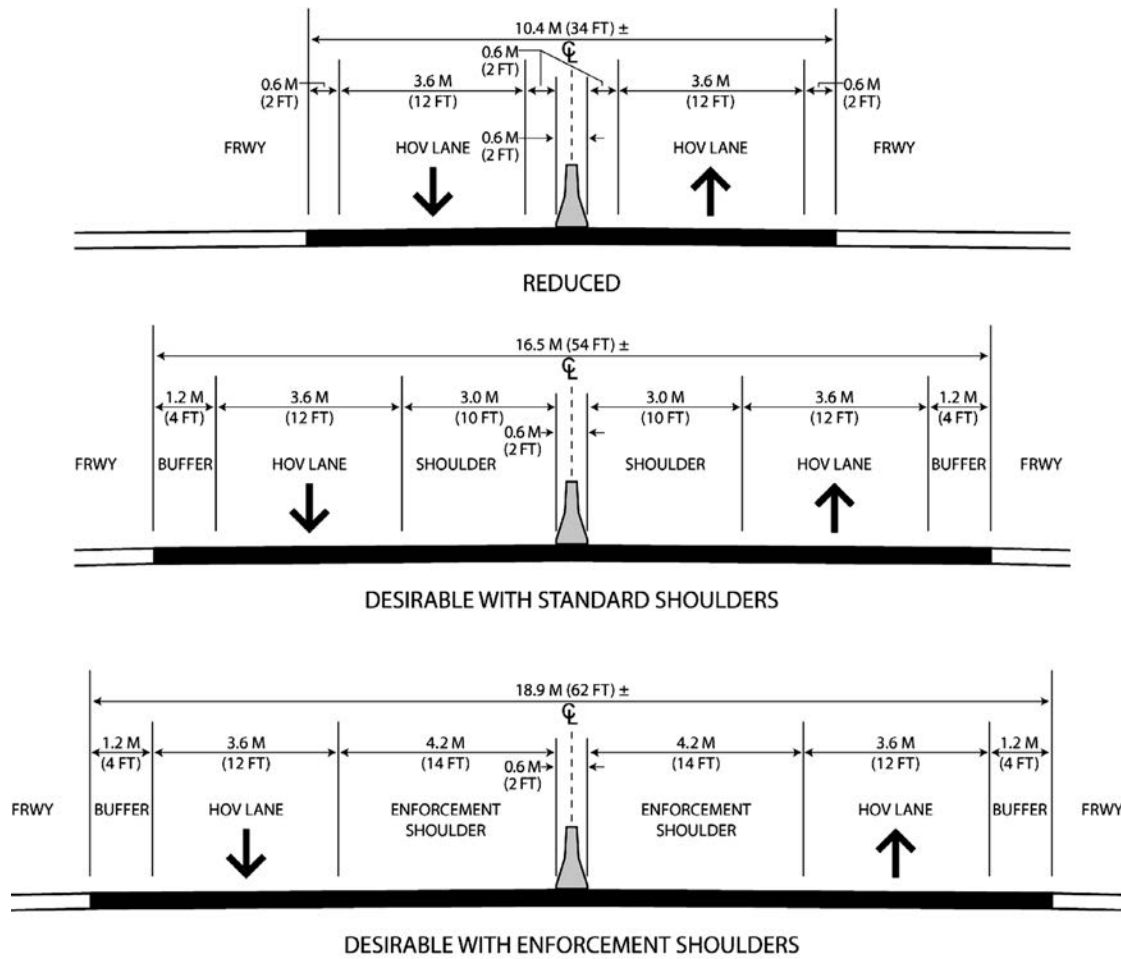 10.4 M (34 FT) ±
℄
0.6 M
(2 FT)
0.6 M
(2 FT)
3.6 M
(12 FT)
3.6 M
(12 FT)
0.6 M
(2 FT)
0.6 M
(2 FT)
FRWY
HOV LANE
HOV LANE
FRWY
REDUCED
16.5 M (54 FT) ±
℄
1.2 M
(4 FT)
3.6 M
(12 FT)
3.0 M
(10 FT)
0.6 M
(2 FT)
3.0 M
(10 FT)
3.6 M
(12 FT)
1.2 M
(4 FT)
FRWY
BUFFER
HOV LANE
SHOULDER
SHOULDER
HOV LANE
BUFFER
FRWY
DESIRABLE WITH STANDARD SHOULDERS
18.9 M (62 FT) ±
℄
1.2 M
(4 FT)
3.6 M
(12 FT)
4.2 M
(14 FT)
0.6 M
(2 FT)
4.2 M
(14 FT)
3.6 M
(12 FT)
1.2 M
(4 FT)
FRWY
BUFFER
HOV LANE
ENFORCEMENT
SHOULDER
ENFORCEMENT
SHOULDER
HOV LANE
BUFFER
FRWY
DESIRABLE WITH ENFORCEMENT SHOULDERS